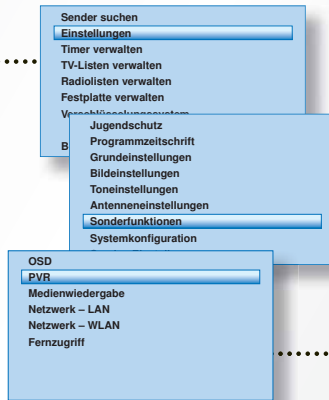 Sender suchen
Einstellungen
Timer verwalten
TV-Listen verwalten
Radiolisten verwalten
Festplatte verwalten
B
Jugendschutz
Programmzeitschrift
Grundeinstellungen
Bildeinstellungen
Toneinstellungen
Antenneneinstellungen
Sonderfunktionen
Systemkonfiguration
OSD
PVR
Medienwiedergabe
Netzwerk – LAN
Netzwerk – WLAN
Fernzugriff